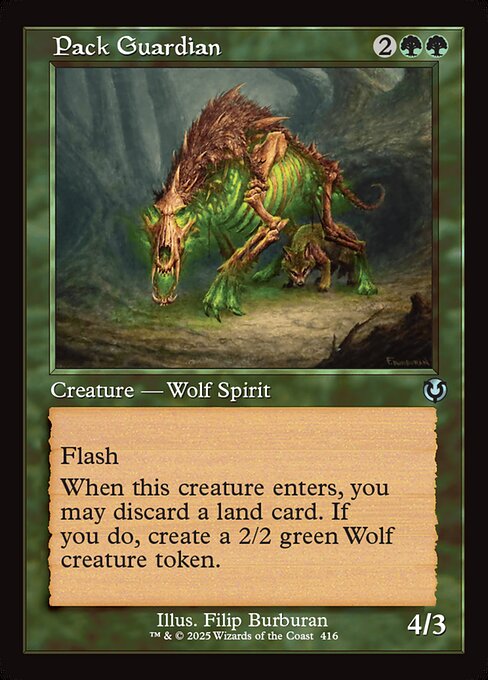 Pack Guardian 2
Creature — Wolf Spirit
Flash
When this creature enters, you
may discard a land card. If
you do, create a 2/2 green Wolf
creature token.
Illus. Filip Burburan
™ & © 2025 Wizards of the Coast 416
4/3